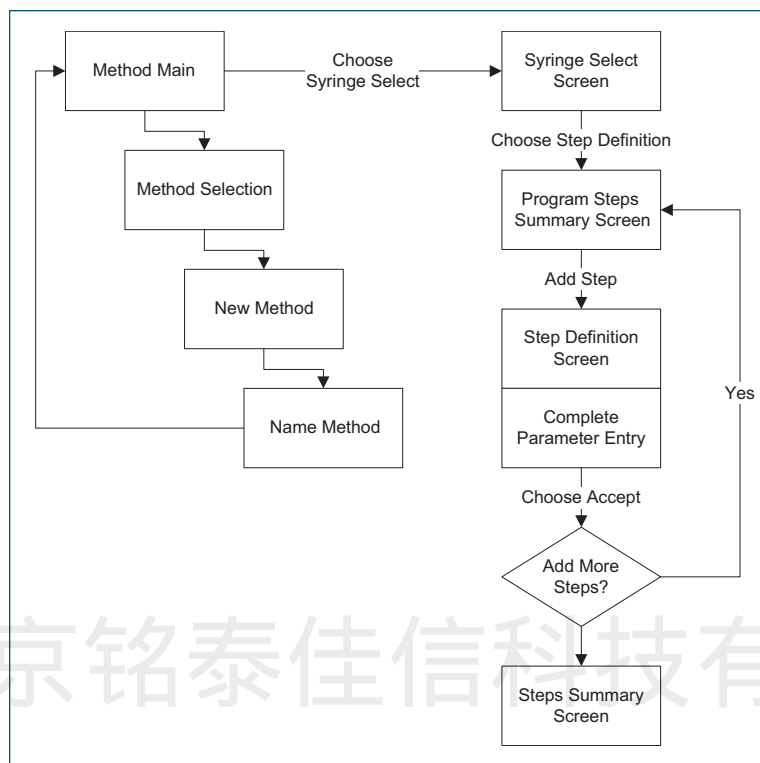 Method Main
Choose
Syringe Select
Syringe Select
Screen
Choose Step Definition
Method Selection
Program Steps
Summary Screen
Add Step
New Method
Step Definition
Screen
Name Method
Complete
Parameter Entry
Yes
Choose Accept
Add More
Steps?
京铭泰佳信科技有
Steps Summary
Screen